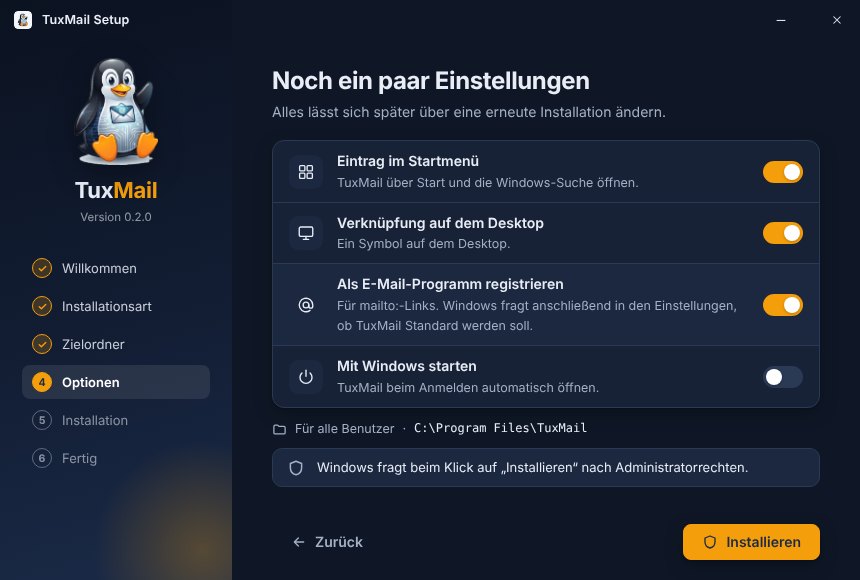 TuxMail Setup
TuxMail
Version 0.2.0
Willkommen
Installationsart
Zielordner
4 Optionen
5 Installation
6 Fertig
Noch ein paar Einstellungen
Alles lässt sich später über eine erneute Installation ändern.
Eintrag im Startmenü
TuxMail über Start und die Windows-Suche öffnen.
Verknüpfung auf dem Desktop
Ein Symbol auf dem Desktop.
Als E-Mail-Programm registrieren
Für mailto:-Links. Windows fragt anschließend in den Einstellungen,
ob TuxMail Standard werden soll.
Mit Windows starten
TuxMail beim Anmelden automatisch öffnen.
Für alle Benutzer · C:\Program Files\TuxMail
Windows fragt beim Klick auf „Installieren“ nach Administratorrechten.
Zurück
Installieren